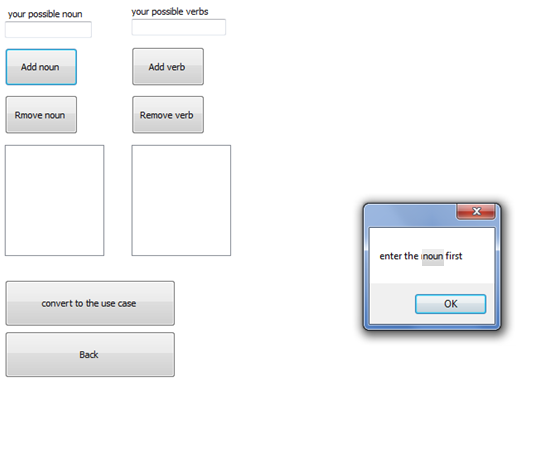 your possible noun
your possible verbs
Add noun
Add verb
Rmove noun
Remove verb
enter the noun first
OK
convert to the use case
Back